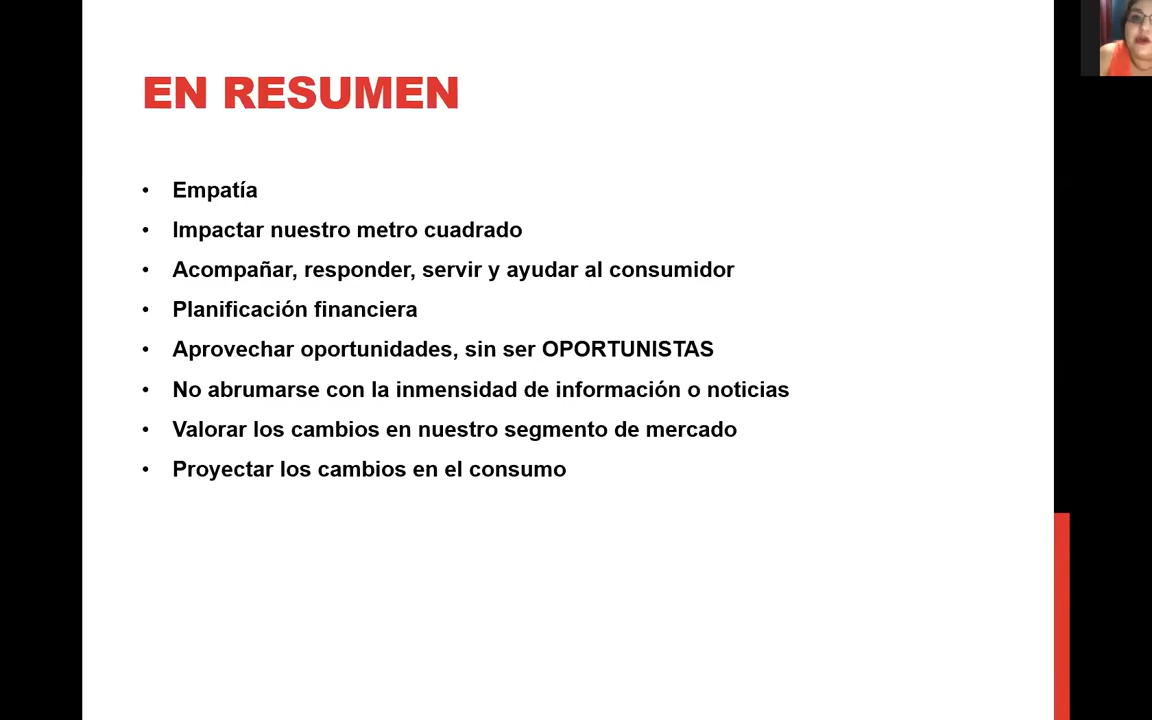 EN RESUMEN
• Empatía
• Impactar nuestro metro cuadrado
• Acompañar, responder, servir y ayudar al consumidor
• Planificación financiera
• Aprovechar oportunidades, sin ser OPORTUNISTAS
• No abrumarse con la inmensidad de información o noticias
• Valorar los cambios en nuestro segmento de mercado
• Proyectar los cambios en el consumo